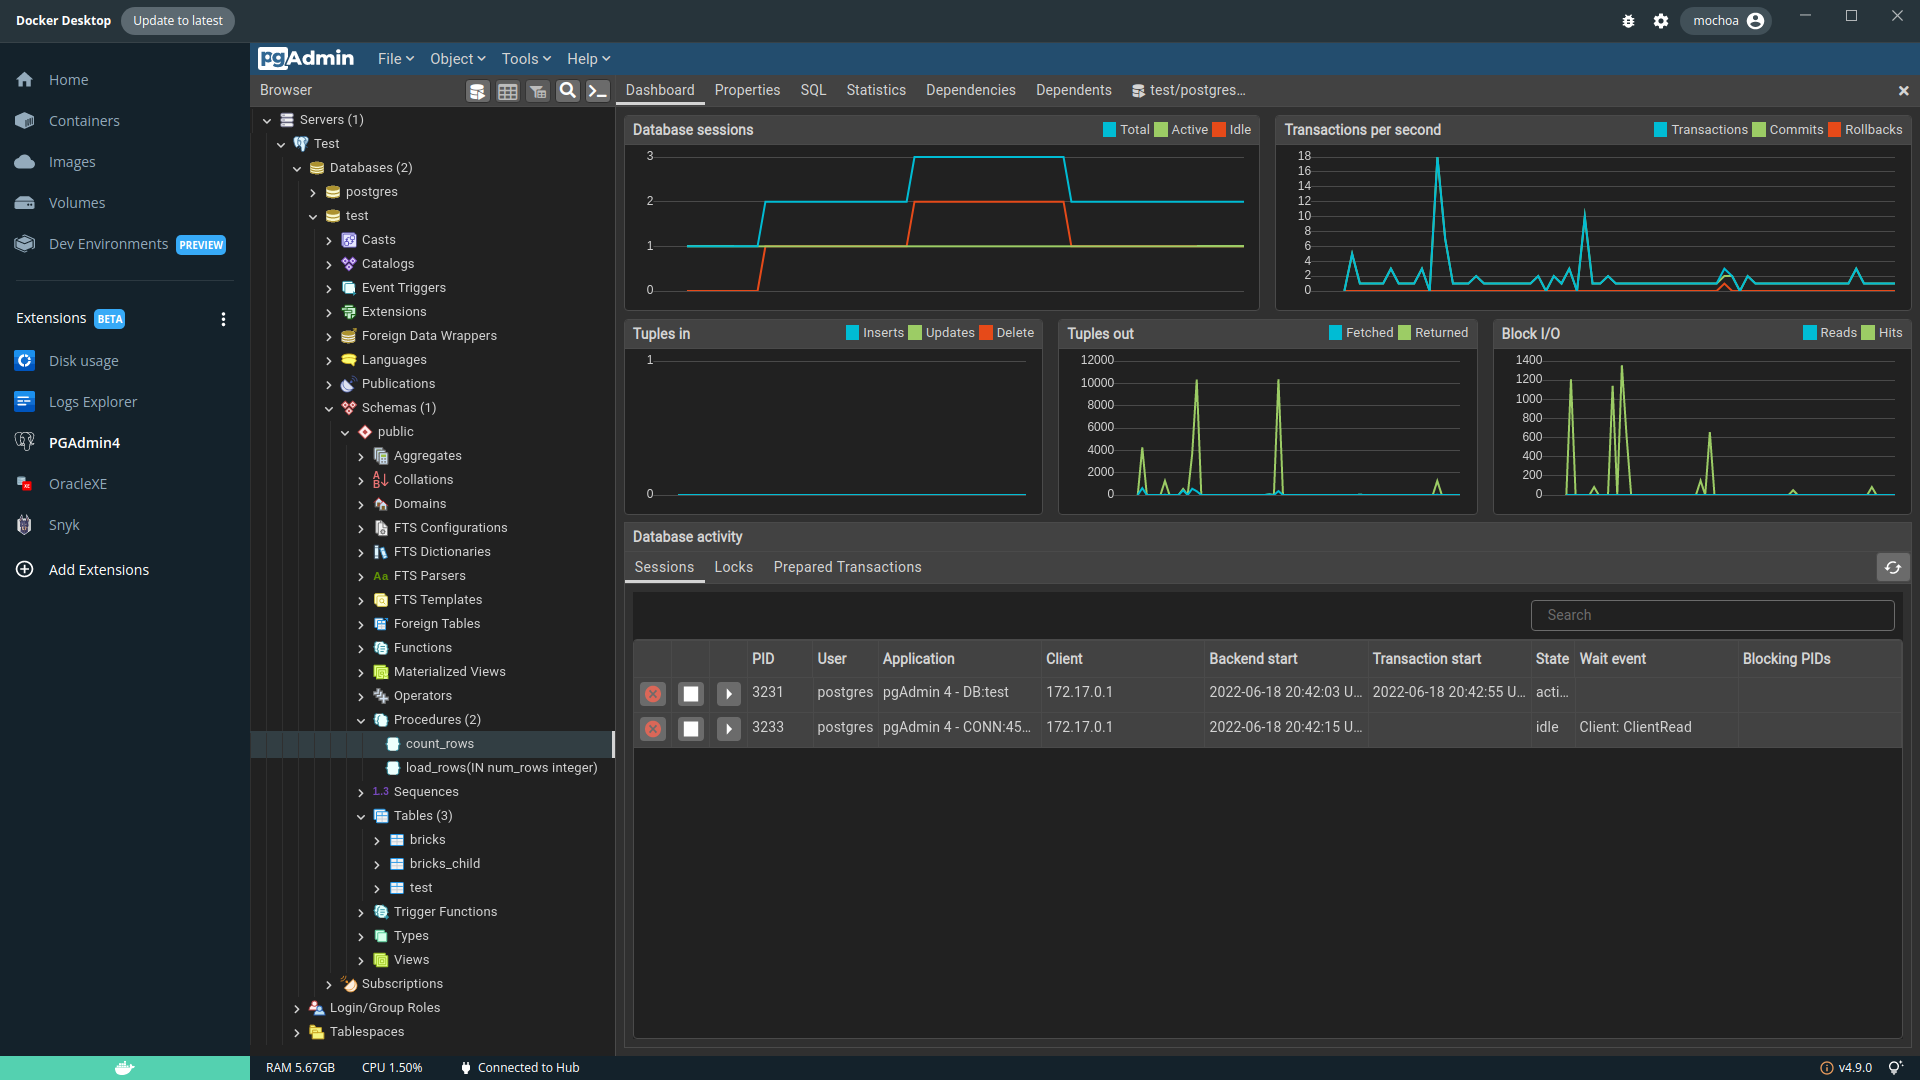 Docker Desktop Update to latest mochoa
Home
Containers
Images
Volumes
Dev Environments PREVIEW
Extensions BETA
Disk usage
Logs Explorer
PGAdmin4
OracleXE
Snyk
Add Extensions
pgAdmin File Object Tools Help
Browser
Servers (1)
Test
Databases (2)
postgres
test
Casts
Catalogs
Event Triggers
Extensions
Foreign Data Wrappers
Languages
Publications
Schemas (1)
public
Aggregates
Collations
Domains
FTS Configurations
FTS Dictionaries
Aa FTS Parsers
FTS Templates
Foreign Tables
Functions
Materialized Views
Operators
Procedures (2)
count_rows
load_rows(IN num_rows integer)
1..3 Sequences
Tables (3)
bricks
bricks_child
test
Trigger Functions
Types
Views
Subscriptions
Login/Group Roles
Tablespaces
Dashboard Properties SQL Statistics Dependencies Dependents test/postgres...
Database sessions Total Active Idle
3
2
1
0
Transactions per second Transactions Commits Rollbacks
18
16
14
12
10
8
6
4
2
0
Tuples in Inserts Updates Delete
1
0
Tuples out Fetched Returned
12000
10000
8000
6000
4000
2000
0
Block I/O Reads Hits
1400
1200
1000
800
600
400
200
0
Database activity
Sessions Locks Prepared Transactions
Search
PID User Application Client Backend start Transaction start State Wait event Blocking PIDs
3231 postgres pgAdmin 4 - DB:test 172.17.0.1 2022-06-18 20:42:03 U... 2022-06-18 20:42:55 U... acti...
3233 postgres pgAdmin 4 - CONN:45... 172.17.0.1 2022-06-18 20:42:15 U... idle Client: ClientRead
RAM 5.67GB CPU 1.50% Connected to Hub v4.9.0